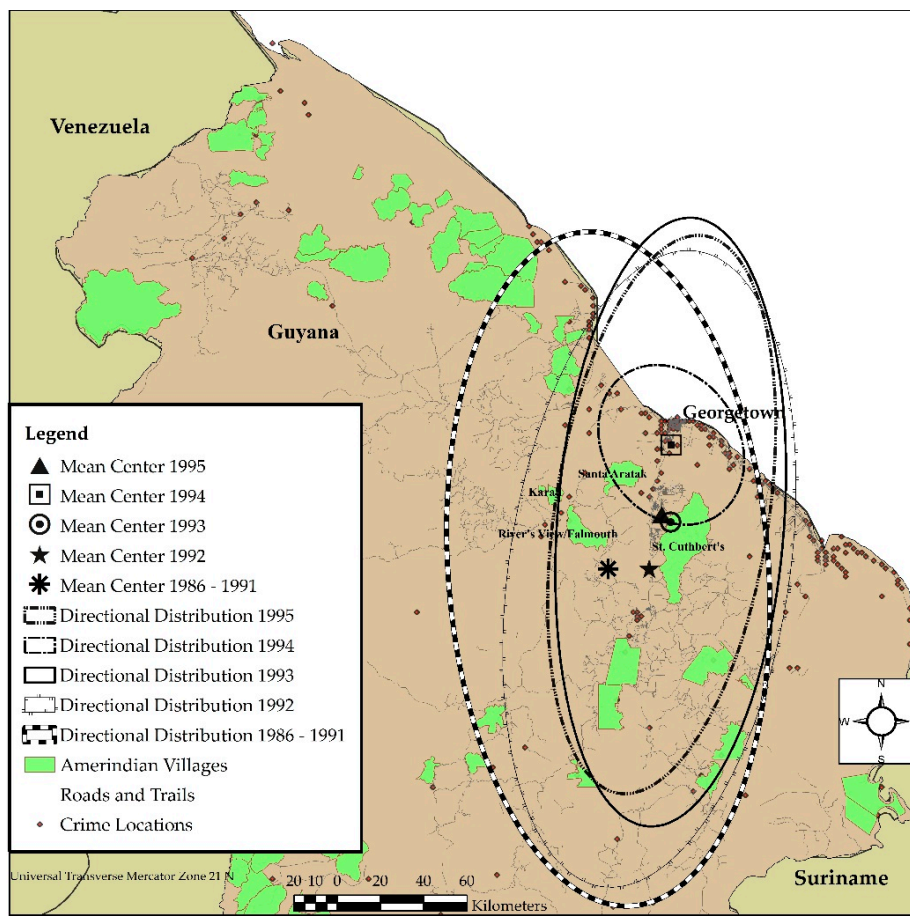 Venezuela
Guyana
Georgetown
Santa Aratak
River's View/Falmouth
St. Cuthbert's
Legend
Mean Center 1995
Mean Center 1994
Mean Center 1993
Mean Center 1992
Mean Center 1986 - 1991
Directional Distribution 1995
Directional Distribution 1994
Directional Distribution 1993
Directional Distribution 1992
Directional Distribution 1986 - 1991
Amerindian Villages
Roads and Trails
Crime Locations
N
W
E
S
Universal Transverse Mercator Zone 21 N
20 10 0 20 40 60
Kilometers
Suriname